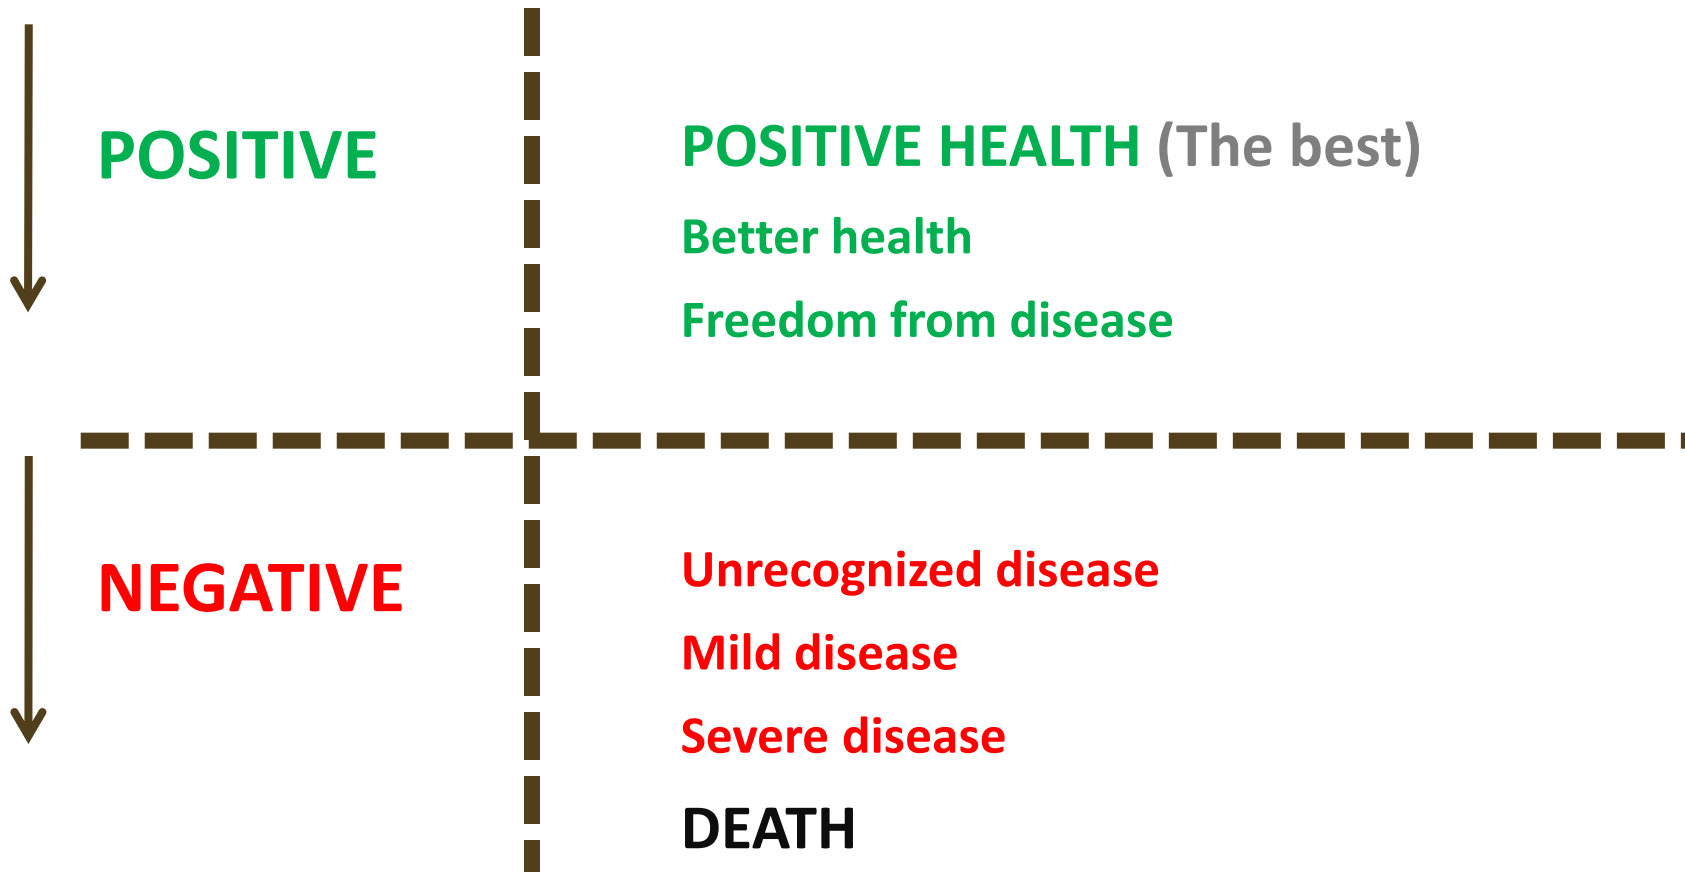 POSITIVE
POSITIVE HEALTH (The best)
Better health
Freedom from disease
NEGATIVE
Unrecognized disease
Mild disease
Severe disease
DEATH